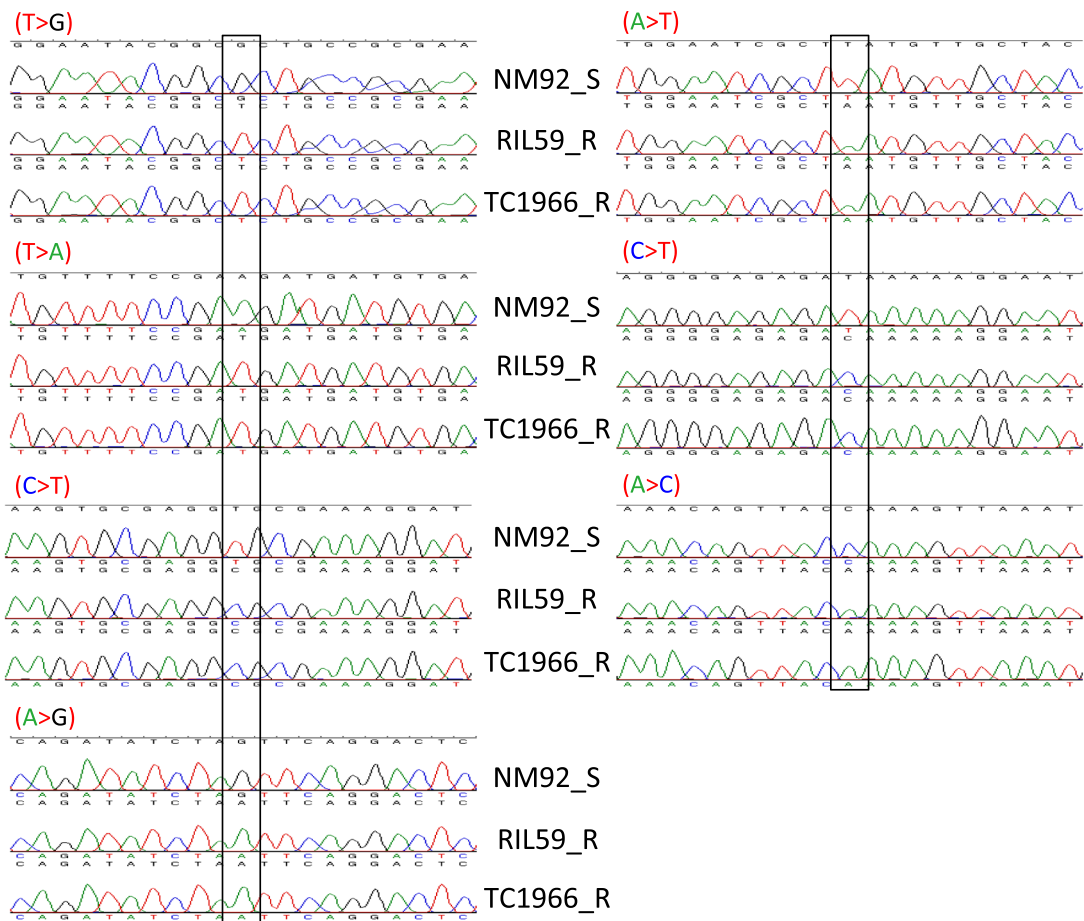 (T>G)
G G A A T A C G G C G C T G C C G C G A A
NM92_S
G G A A T A C G G C G C T G C C G C G A A
G G A A T A C G G C T C T G C C G C G A A
RIL59_R
G G A A T A C G G C T C T G C C G C G A A
G G A A T A C G G C T C T G C C G C G A A
TC1966_R
G G A A T A C G G C T C T G C C G C G A A
(T>A)
T G T T T T C C G A A G A T G A T G T G A
NM92_S
T G T T T T C C G A A G A T G A T G T G A
T G T T T T C C G A T G A T G A T G T G A
RIL59_R
T G T T T T C C G A T G A T G A T G T G A
T G T T T T C C G A T G A T G A T G T G A
TC1966_R
T G T T T T C C G A T G A T G A T G T G A
(C>T)
A A G T G C G A G G T G C G A A A G G A T
NM92_S
A A G T G C G A G G T G C G A A A G G A T
A A G T G C G A G G C G C G A A A G G A T
RIL59_R
A A G T G C G A G G C G C G A A A G G A T
A A G T G C G A G G C G C G A A A G G A T
TC1966_R
A A G T G C G A G G C G C G A A A G G A T
(A>G)
C A G A T A T C T A G T T C A G G A C T C
NM92_S
C A G A T A T C T A G T T C A G G A C T C
C A G A T A T C T A A T T C A G G A C T C
RIL59_R
C A G A T A T C T A A T T C A G G A C T C
C A G A T A T C T A A T T C A G G A C T C
TC1966_R
C A G A T A T C T A A T T C A G G A C T C
(A>T)
T G G A A T C G C T T A T G T T G C T A C
T G G A A T C G C T T A T G T T G C T A C
T G G A A T C G C T A A T G T T G C T A C
T G G A A T C G C T A A T G T T G C T A C
T G G A A T C G C T A A T G T T G C T A C
T G G A A T C G C T A A T G T T G C T A C
(C>T)
A G G G G A G A G A T A A A A A G G A A T
A G G G G A G A G A T A A A A A G G A A T
A G G G G A G A G A C A A A A A G G A A T
A G G G G A G A G A C A A A A A G G A A T
A G G G G A G A G A C A A A A A G G A A T
A G G G G A G A G A C A A A A A G G A A T
(A>C)
A A A C A G T T A C C A A A G T T A A A T
A A A C A G T T A C C A A A G T T A A A T
A A A C A G T T A C A A A A G T T A A A T
A A A C A G T T A C A A A A G T T A A A T
A A A C A G T T A C A A A A G T T A A A T
A A A C A G T T A C A A A A G T T A A A T